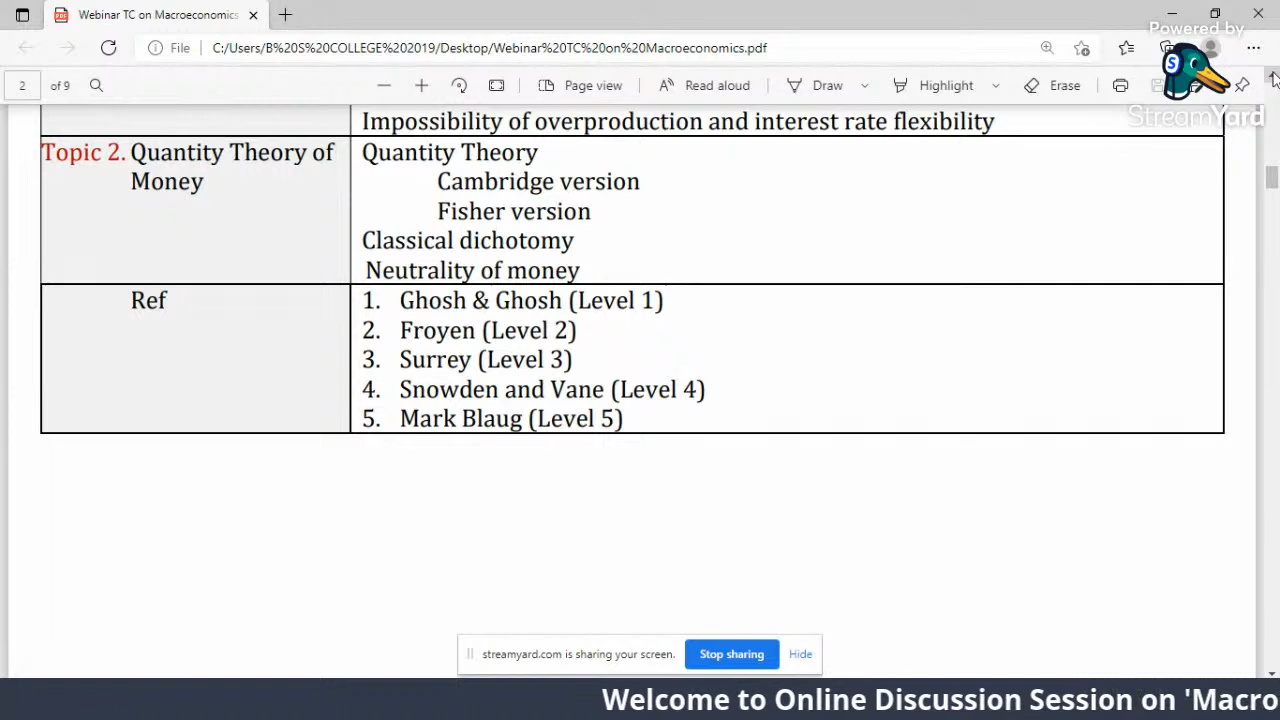 Webinar TC on Macroeconomics
File
C:/Users/B%20S%20COLLEGE%202019/Desktop/Webinar%20TC%20on%20Macroeconomics.pdf
Powered by
2 of 9
Page view
Read aloud
Draw
Highlight
Erase
S
StreamYard
Impossibility of overproduction and interest rate flexibility
Topic 2. Quantity Theory of Money
Quantity Theory
Cambridge version
Fisher version
Classical dichotomy
Neutrality of money
Ref
1. Ghosh & Ghosh (Level 1)
2. Froyen (Level 2)
3. Surrey (Level 3)
4. Snowden and Vane (Level 4)
5. Mark Blaug (Level 5)
streamyard.com is sharing your screen.
Stop sharing
Hide
Welcome to Online Discussion Session on 'Macro